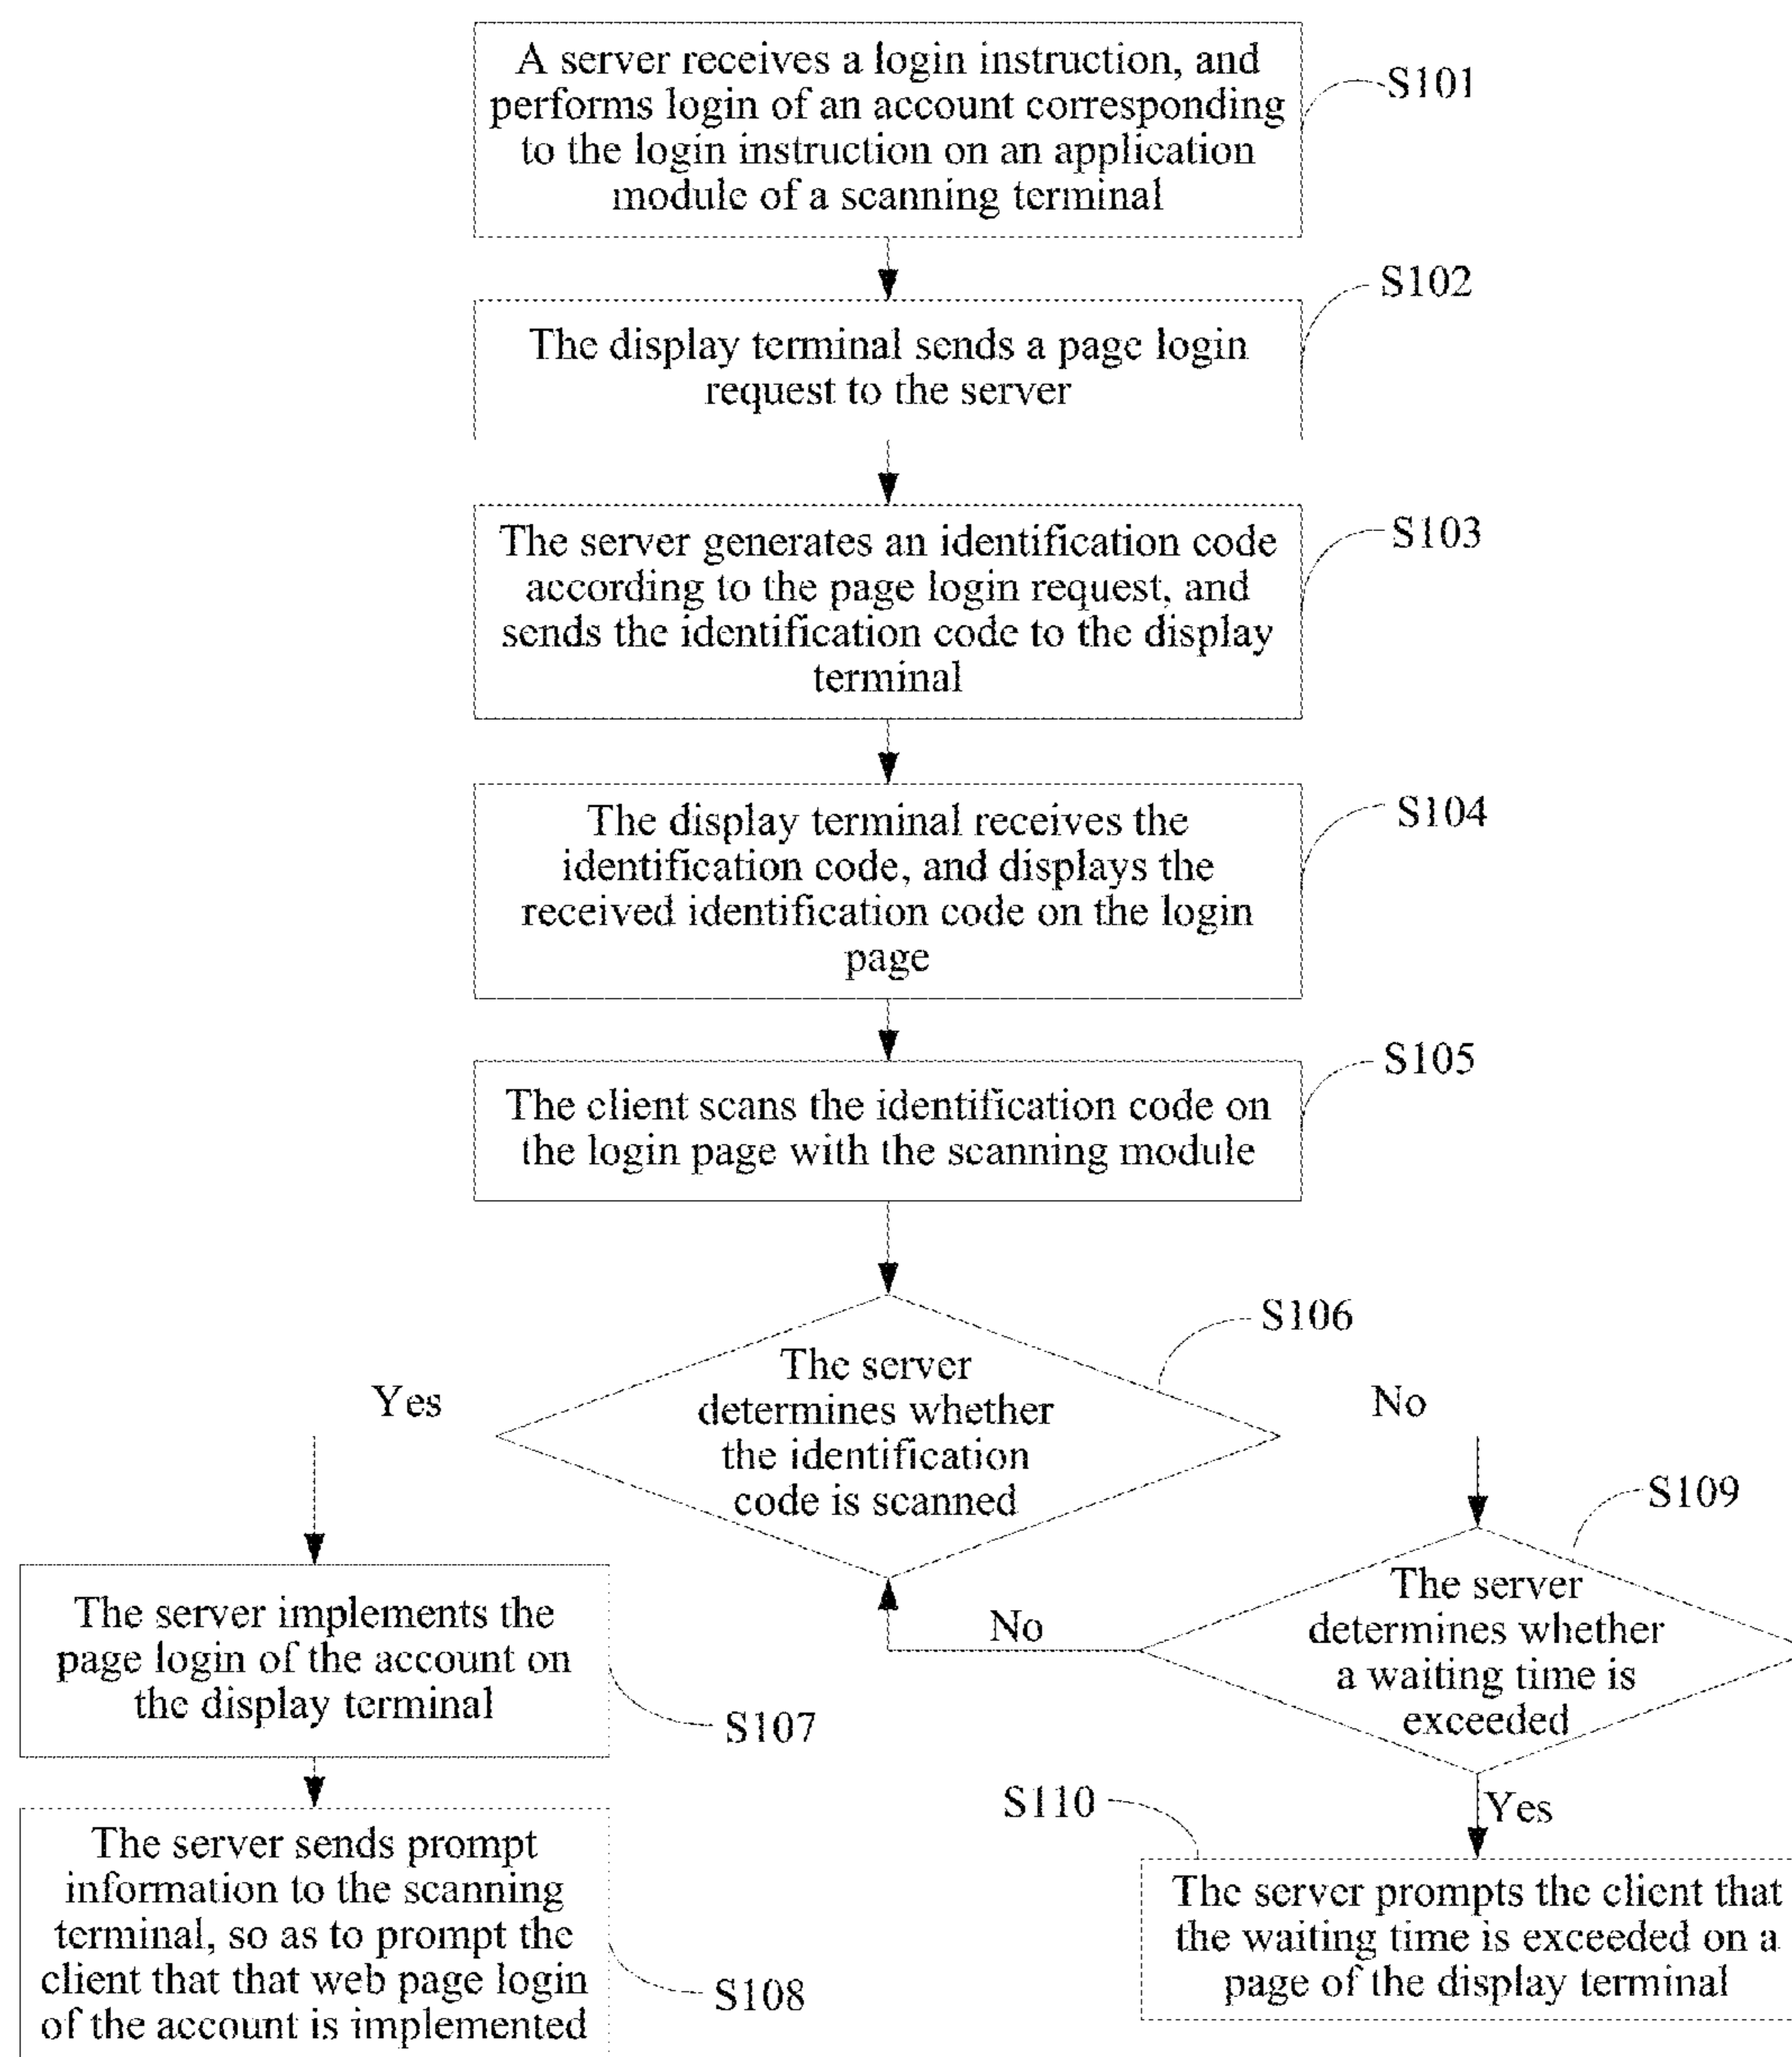 A server receives a login instruction, and
performs login of an account corresponding
to the login instruction on an application
module of a scanning terminal
S101
The display terminal sends a page login
request to the server
S102
The server generates an identification code
according to the page login request, and
sends the identification code to the display
terminal
S103
The display terminal receives the
identification code, and displays the
received identification code on the login
page
S104
The client scans the identification code on
the login page with the scanning module
S105
The server
determines whether
the identification
code is scanned
S106
Yes
No
The server implements the
page login of the account on
the display terminal
S107
No
The server
determines whether
a waiting time is
exceeded
S109
The server sends prompt
information to the scanning
terminal, so as to prompt the
client that that web page login
of the account is implemented
S108
Yes
S110
The server prompts the client that
the waiting time is exceeded on a
page of the display terminal